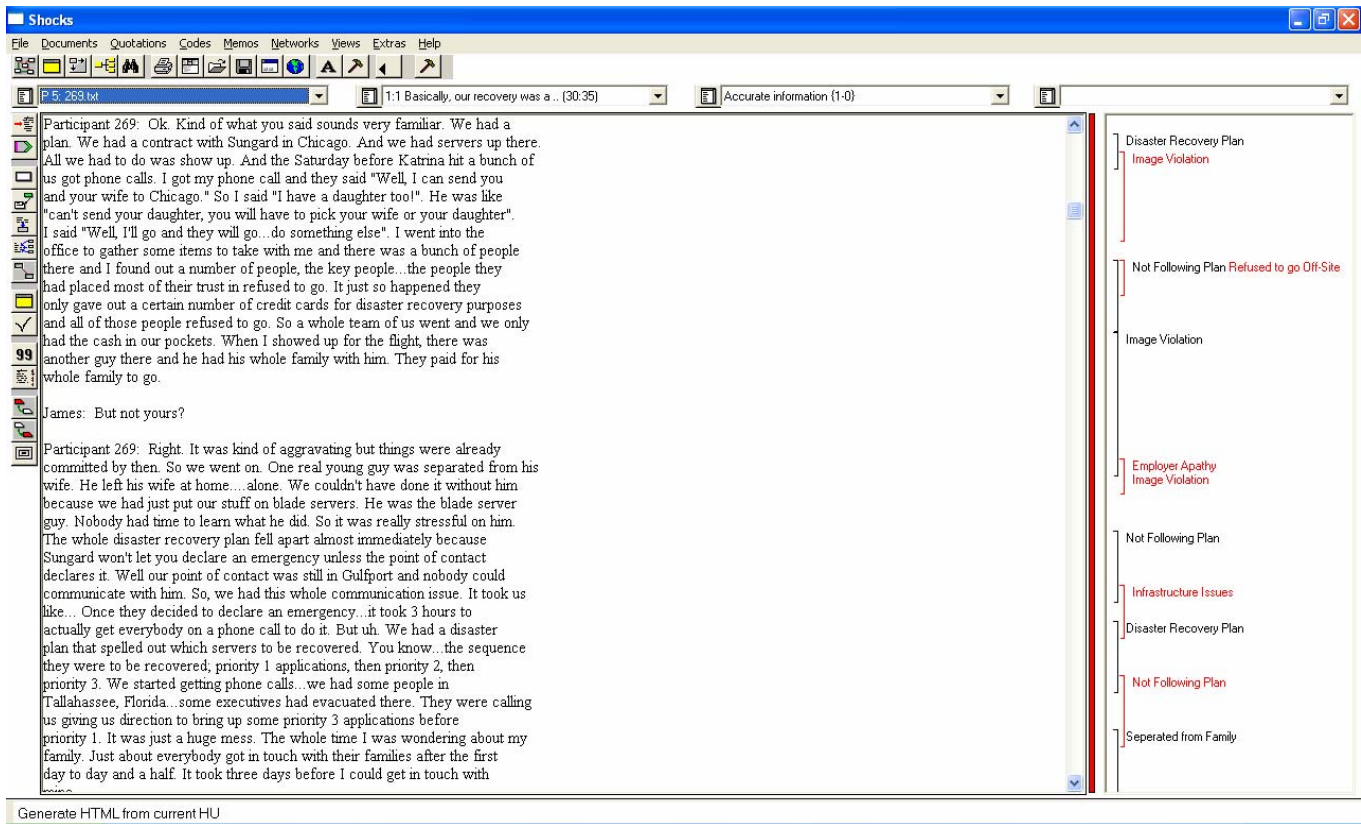 Shocks
File Documents Quotations Codes Memos Networks Views Extras Help
A
P 5: 269.txt
1:1 Basically, our recovery was a .. (30:35)
Accurate information {1-0}
99
Participant 269: Ok. Kind of what you said sounds very familiar. We had a
plan. We had a contract with Sungard in Chicago. And we had servers up there.
All we had to do was show up. And the Saturday before Katrina hit a bunch of
us got phone calls. I got my phone call and they said "Well, I can send you
and your wife to Chicago." So I said "I have a daughter too!". He was like
"can't send your daughter, you will have to pick your wife or your daughter".
I said "Well, I'll go and they will go...do something else". I went into the
office to gather some items to take with me and there was a bunch of people
there and I found out a number of people, the key people...the people they
had placed most of their trust in refused to go. It just so happened they
only gave out a certain number of credit cards for disaster recovery purposes
and all of those people refused to go. So a whole team of us went and we only
had the cash in our pockets. When I showed up for the flight, there was
another guy there and he had his whole family with him. They paid for his
whole family to go.
James: But not yours?
Participant 269: Right. It was kind of aggravating but things were already
committed by then. So we went on. One real young guy was separated from his
wife. He left his wife at home....alone. We couldn't have done it without him
because we had just put our stuff on blade servers. He was the blade server
guy. Nobody had time to learn what he did. So it was really stressful on him.
The whole disaster recovery plan fell apart almost immediately because
Sungard won't let you declare an emergency unless the point of contact
declares it. Well our point of contact was still in Gulfport and nobody could
communicate with him. So, we had this whole communication issue. It took us
like... Once they decided to declare an emergency...it took 3 hours to
actually get everybody on a phone call to do it. But uh. We had a disaster
plan that spelled out which servers to be recovered. You know...the sequence
they were to be recovered; priority 1 applications, then priority 2, then
priority 3. We started getting phone calls...we had some people in
Tallahassee, Florida...some executives had evacuated there. They were calling
us giving us direction to bring up some priority 3 applications before
priority 1. It was just a huge mess. The whole time I was wondering about my
family. Just about everybody got in touch with their families after the first
day to day and a half. It took three days before I could get in touch with
Disaster Recovery Plan
Image Violation
Not Following Plan Refused to go Off-Site
Image Violation
Employer Apathy
Image Violation
Not Following Plan
Infrastructure Issues
Disaster Recovery Plan
Not Following Plan
Seperated from Family
Generate HTML from current HU